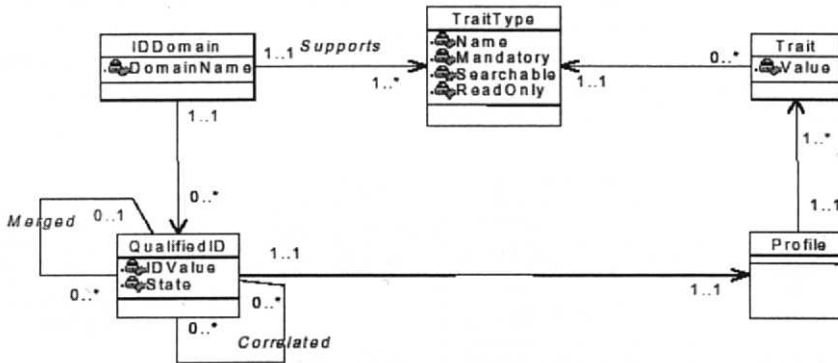 TraitType
Name
Mandatory
Searchable
ReadOnly
IDDomain
DomainName
1..1
Supports
1..*
Trait
Value
0..*
1..1
1..1
0..*
1..*
1..1
Merged
0..1
QualifiedID
IDValue
State
0..*
0..*
0..*
Correlated
1..1
1..1
Profile